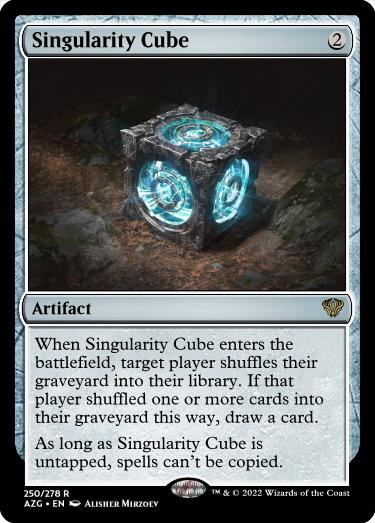 Singularity Cube 2
Artifact
When Singularity Cube enters the
battlefield, target player shuffles their
graveyard into their library. If that
player shuffled one or more cards into
their graveyard this way, draw a card.
As long as Singularity Cube is
untapped, spells can't be copied.
250/278 R
AZG • EN Alisher Mirzoev
™ & © 2022 Wizards of the Coast